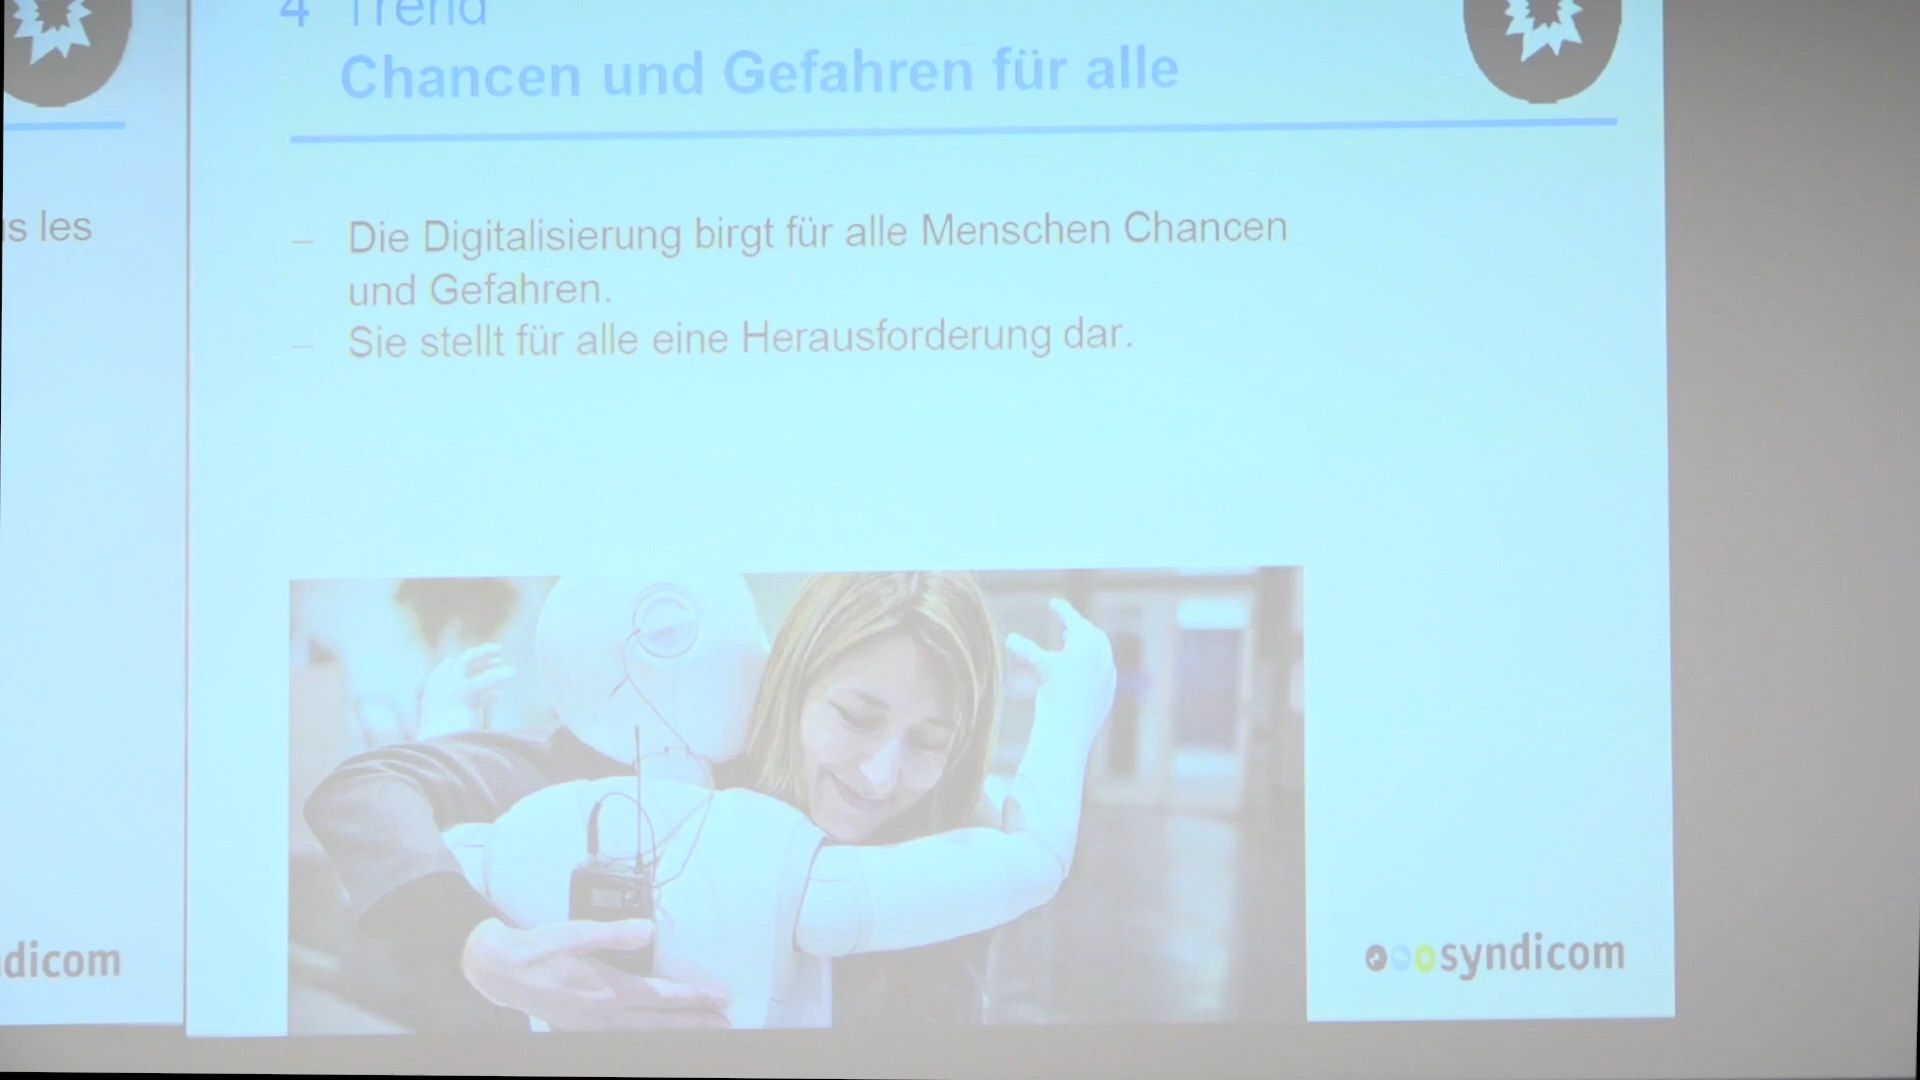 4 Trend
Chancen und Gefahren für alle
s les
– Die Digitalisierung birgt für alle Menschen Chancen
und Gefahren.
– Sie stellt für alle eine Herausforderung dar.
dicom
syndicom